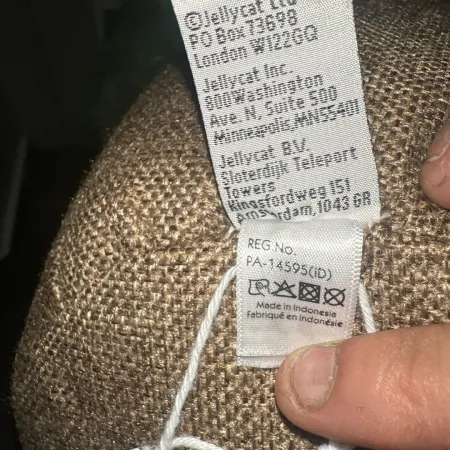 ©Jellycat Ltd
PO Box 73698
London W122GQ
Jellycat Inc.
800 Washington
Ave. N, Suite 500
Minneapolis, MN55401
Jellycat BV.
Sloterdijk Teleport
Towers
Kingsfordweg 151
Amsterdam, 1043 GR
REG.No.
PA-14595(ID)
Made in Indonesia
Fabriqué en Indonésie